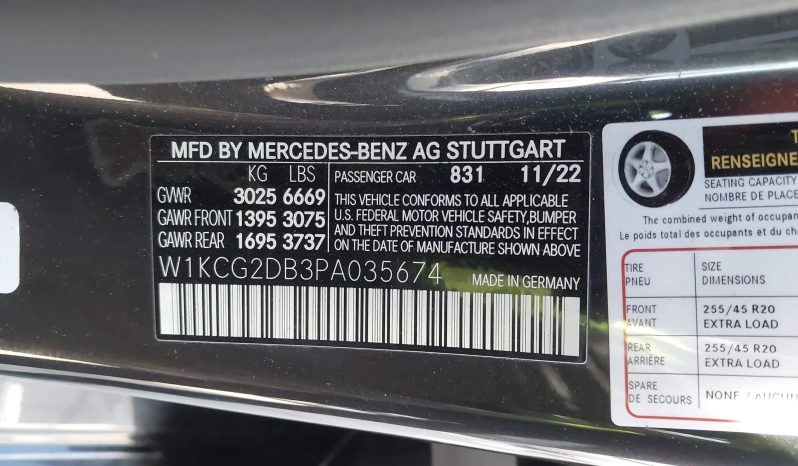 MFD BY MERCEDES-BENZ AG STUTTGART
KG LBS
GVWR 3025 6669
GAWR FRONT 1395 3075
GAWR REAR 1695 3737
PASSENGER CAR 831 11/22
THIS VEHICLE CONFORMS TO ALL APPLICABLE
U.S. FEDERAL MOTOR VEHICLE SAFETY,BUMPER
AND THEFT PREVENTION STANDARDS IN EFFECT
ON THE DATE OF MANUFACTURE SHOWN ABOVE
W1KCG2DB3PA035674
MADE IN GERMANY
SEATING CAPACITY
NOMBRE DE PLACE
The combined weight of
Le poids total des occupants et du
TIRE SIZE
PNEU DIMENSIONS
FRONT 255/45 R20
AVANT EXTRA LOAD
REAR 255/45 R20
ARRIÈRE EXTRA LOAD
SPARE
DE SECOURS NONE /